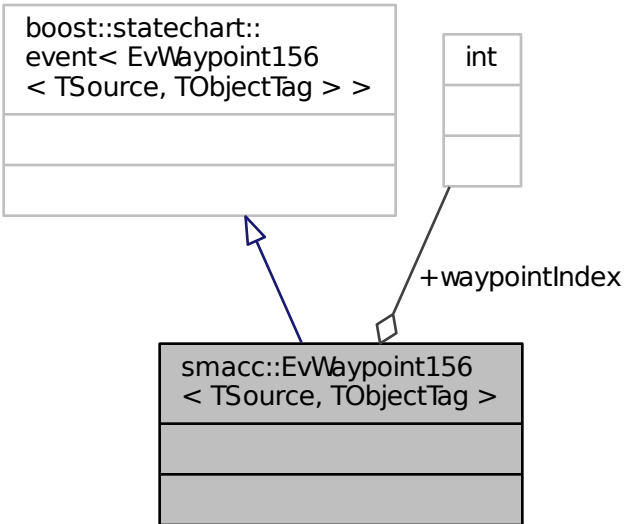 boost::statechart::
event< EvWaypoint156
< TSource, TObjectTag > >
int
+waypointIndex
smacc::EvWaypoint156
< TSource, TObjectTag >